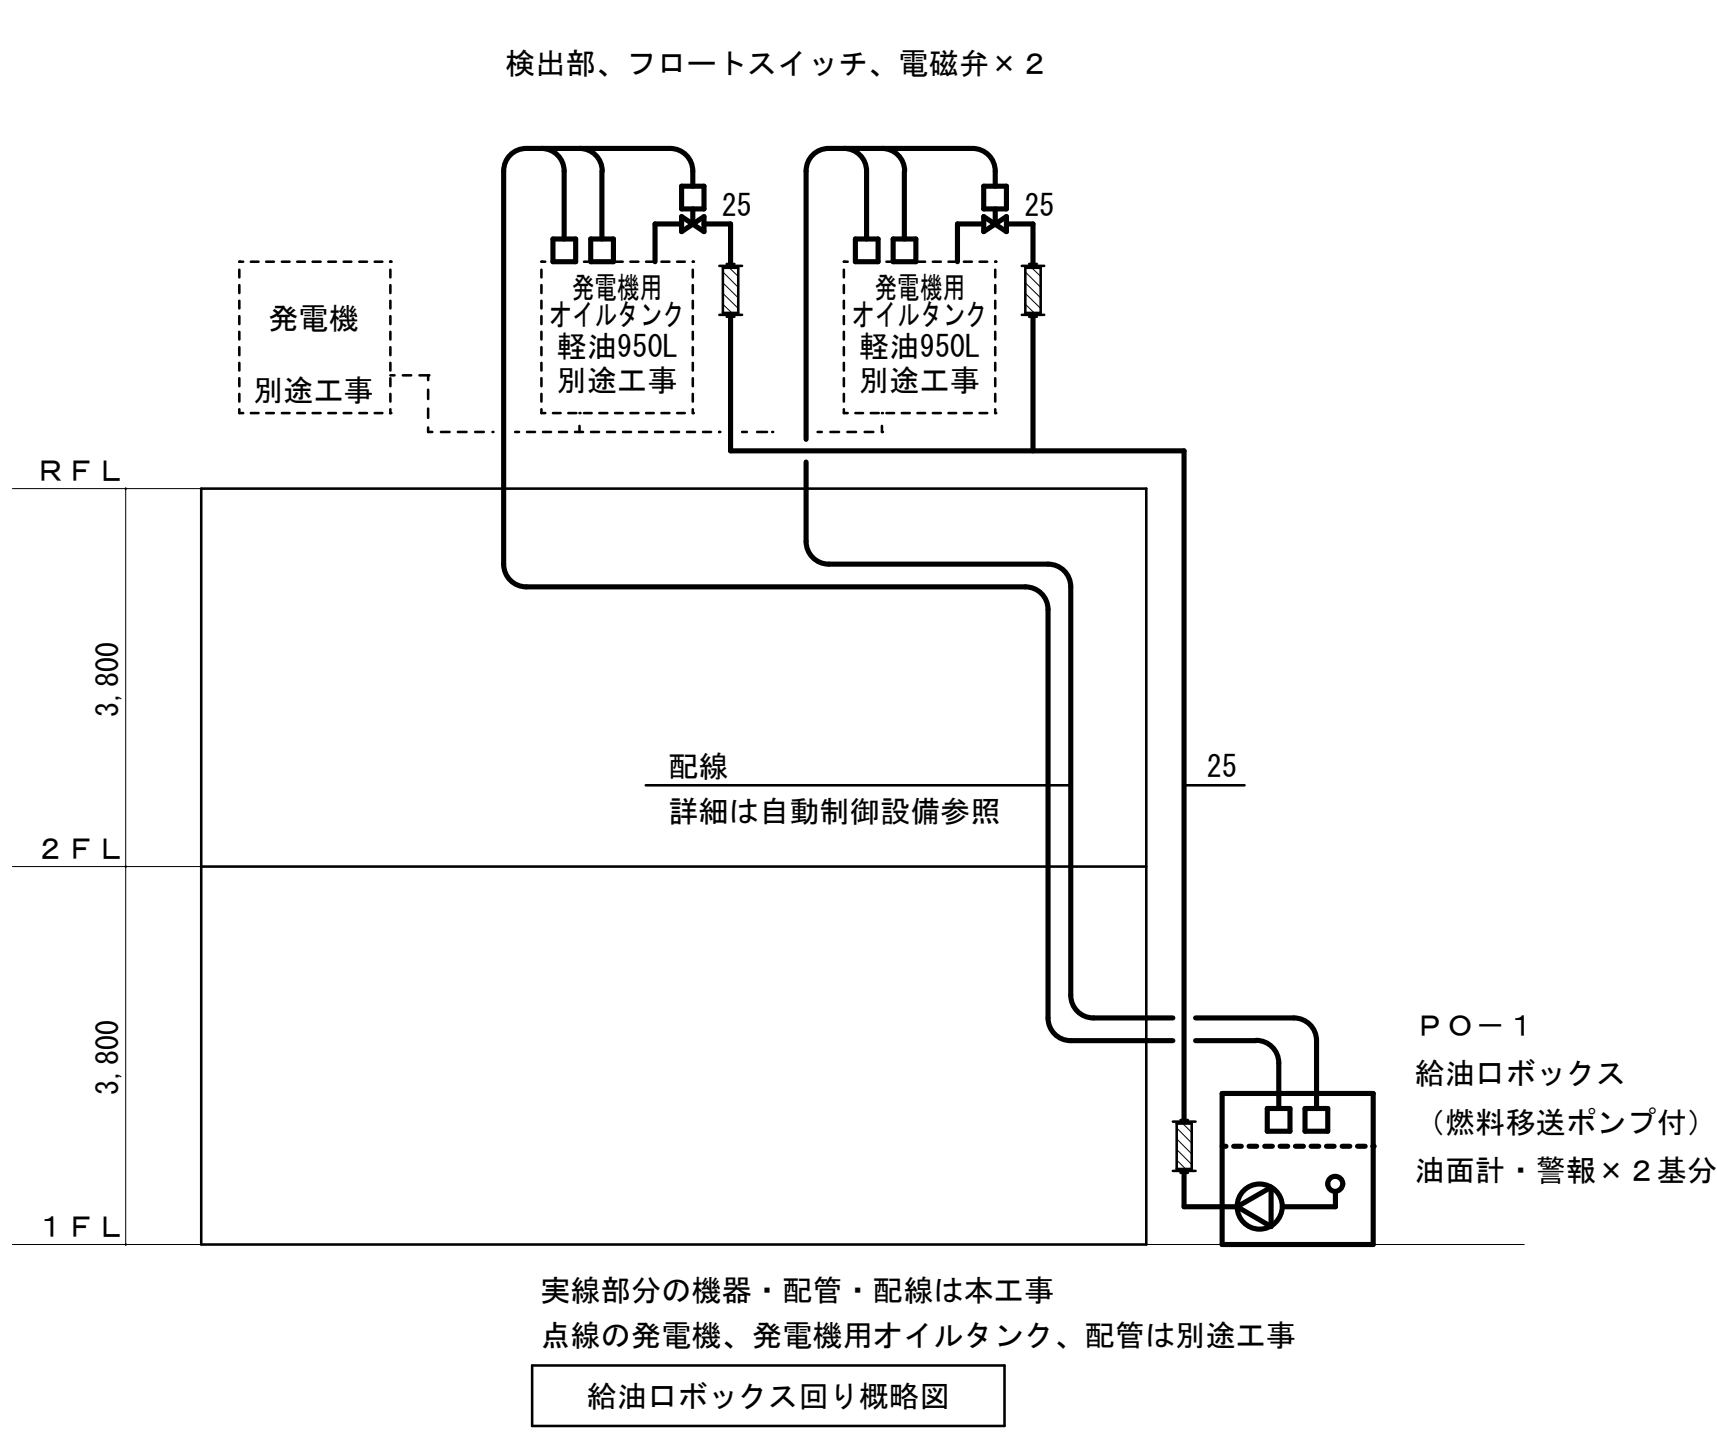 検出部、フロートスイッチ、電磁弁×２
25
25
発電機
別途工事
発電機用
オイルタンク
軽油950L
別途工事
発電機用
オイルタンク
軽油950L
別途工事
ＲＦＬ
3,800
配線
詳細は自動制御設備参照
25
２ＦＬ
3,800
ＰＯ－１
給油口ボックス
（燃料移送ポンプ付）
油面計・警報×２基分
１ＦＬ
実線部分の機器・配管・配線は本工事
点線の発電機、発電機用オイルタンク、配管は別途工事
給油口ボックス回り概略図